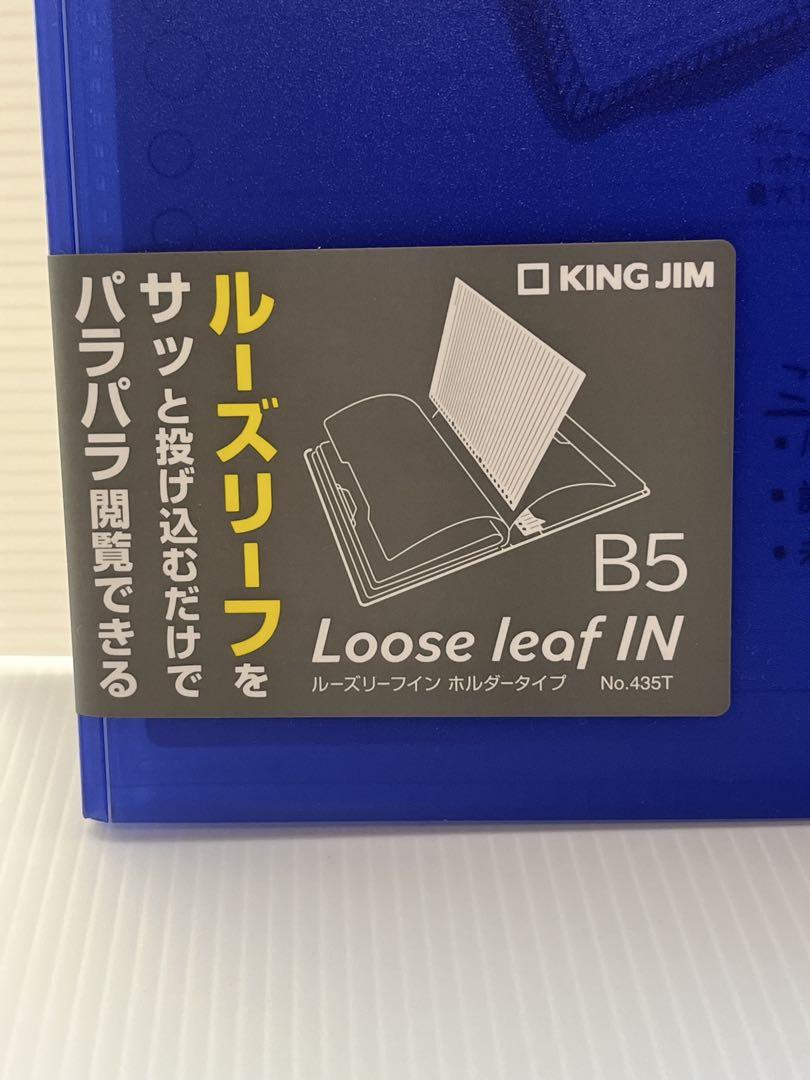 ルーズリーフを
サッと投げ込むだけで
パラパラ閲覧できる
KING JIM
B5
Loose leaf IN
ルーズリーフイン ホルダータイプ No.435T